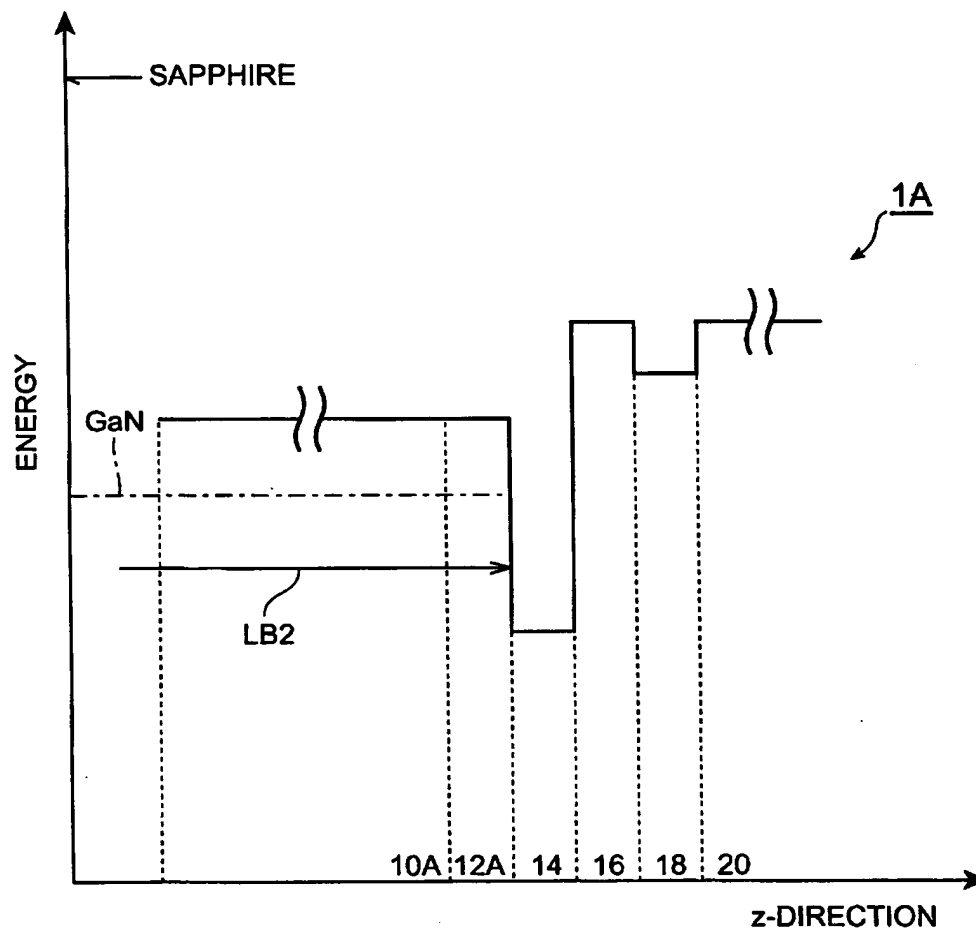 SAPPHIRE
1A
ENERGY
GaN
LB2
10A 12A 14 16 18 20
z-DIRECTION